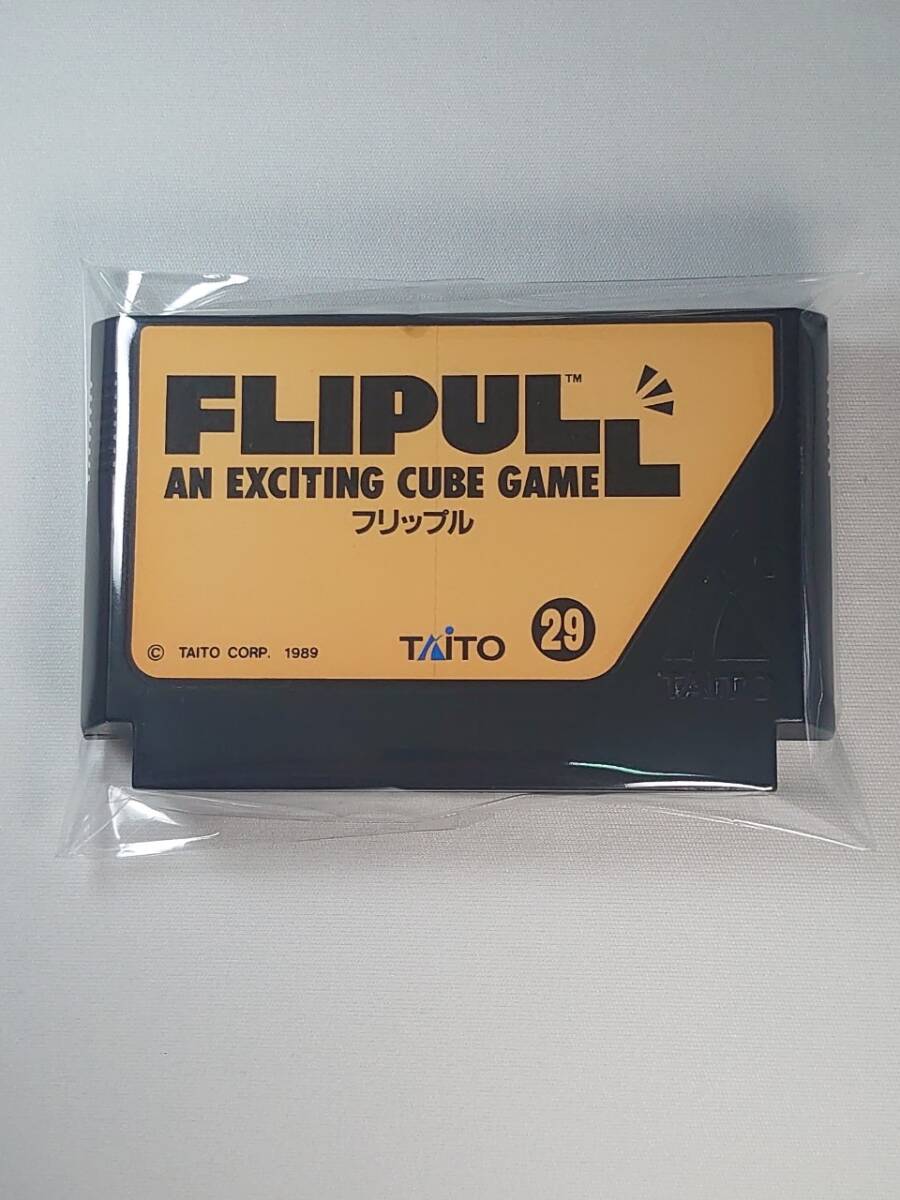 FLIPULL™
AN EXCITING CUBE GAME
フリップル
© TAITO CORP. 1989
TAITO
29
TAITO